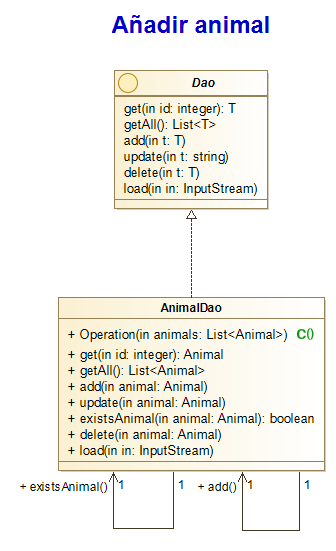 Añadir animal
Dao
get(in id: integer): T
getAll(): List<T>
add(in t: T)
update(in t: string)
delete(in t: T)
load(in in: InputStream)
AnimalDao
+ Operation(in animals: List<Animal>) C()
+ get(in id: integer): Animal
+ getAll(): List<Animal>
+ add(in animal: Animal)
+ update(in animal: Animal)
+ existsAnimal(in animal: Animal): boolean
+ delete(in animal: Animal)
+ load(in in: InputStream)
+ existsAnimal() 1 1 + add() 1 1